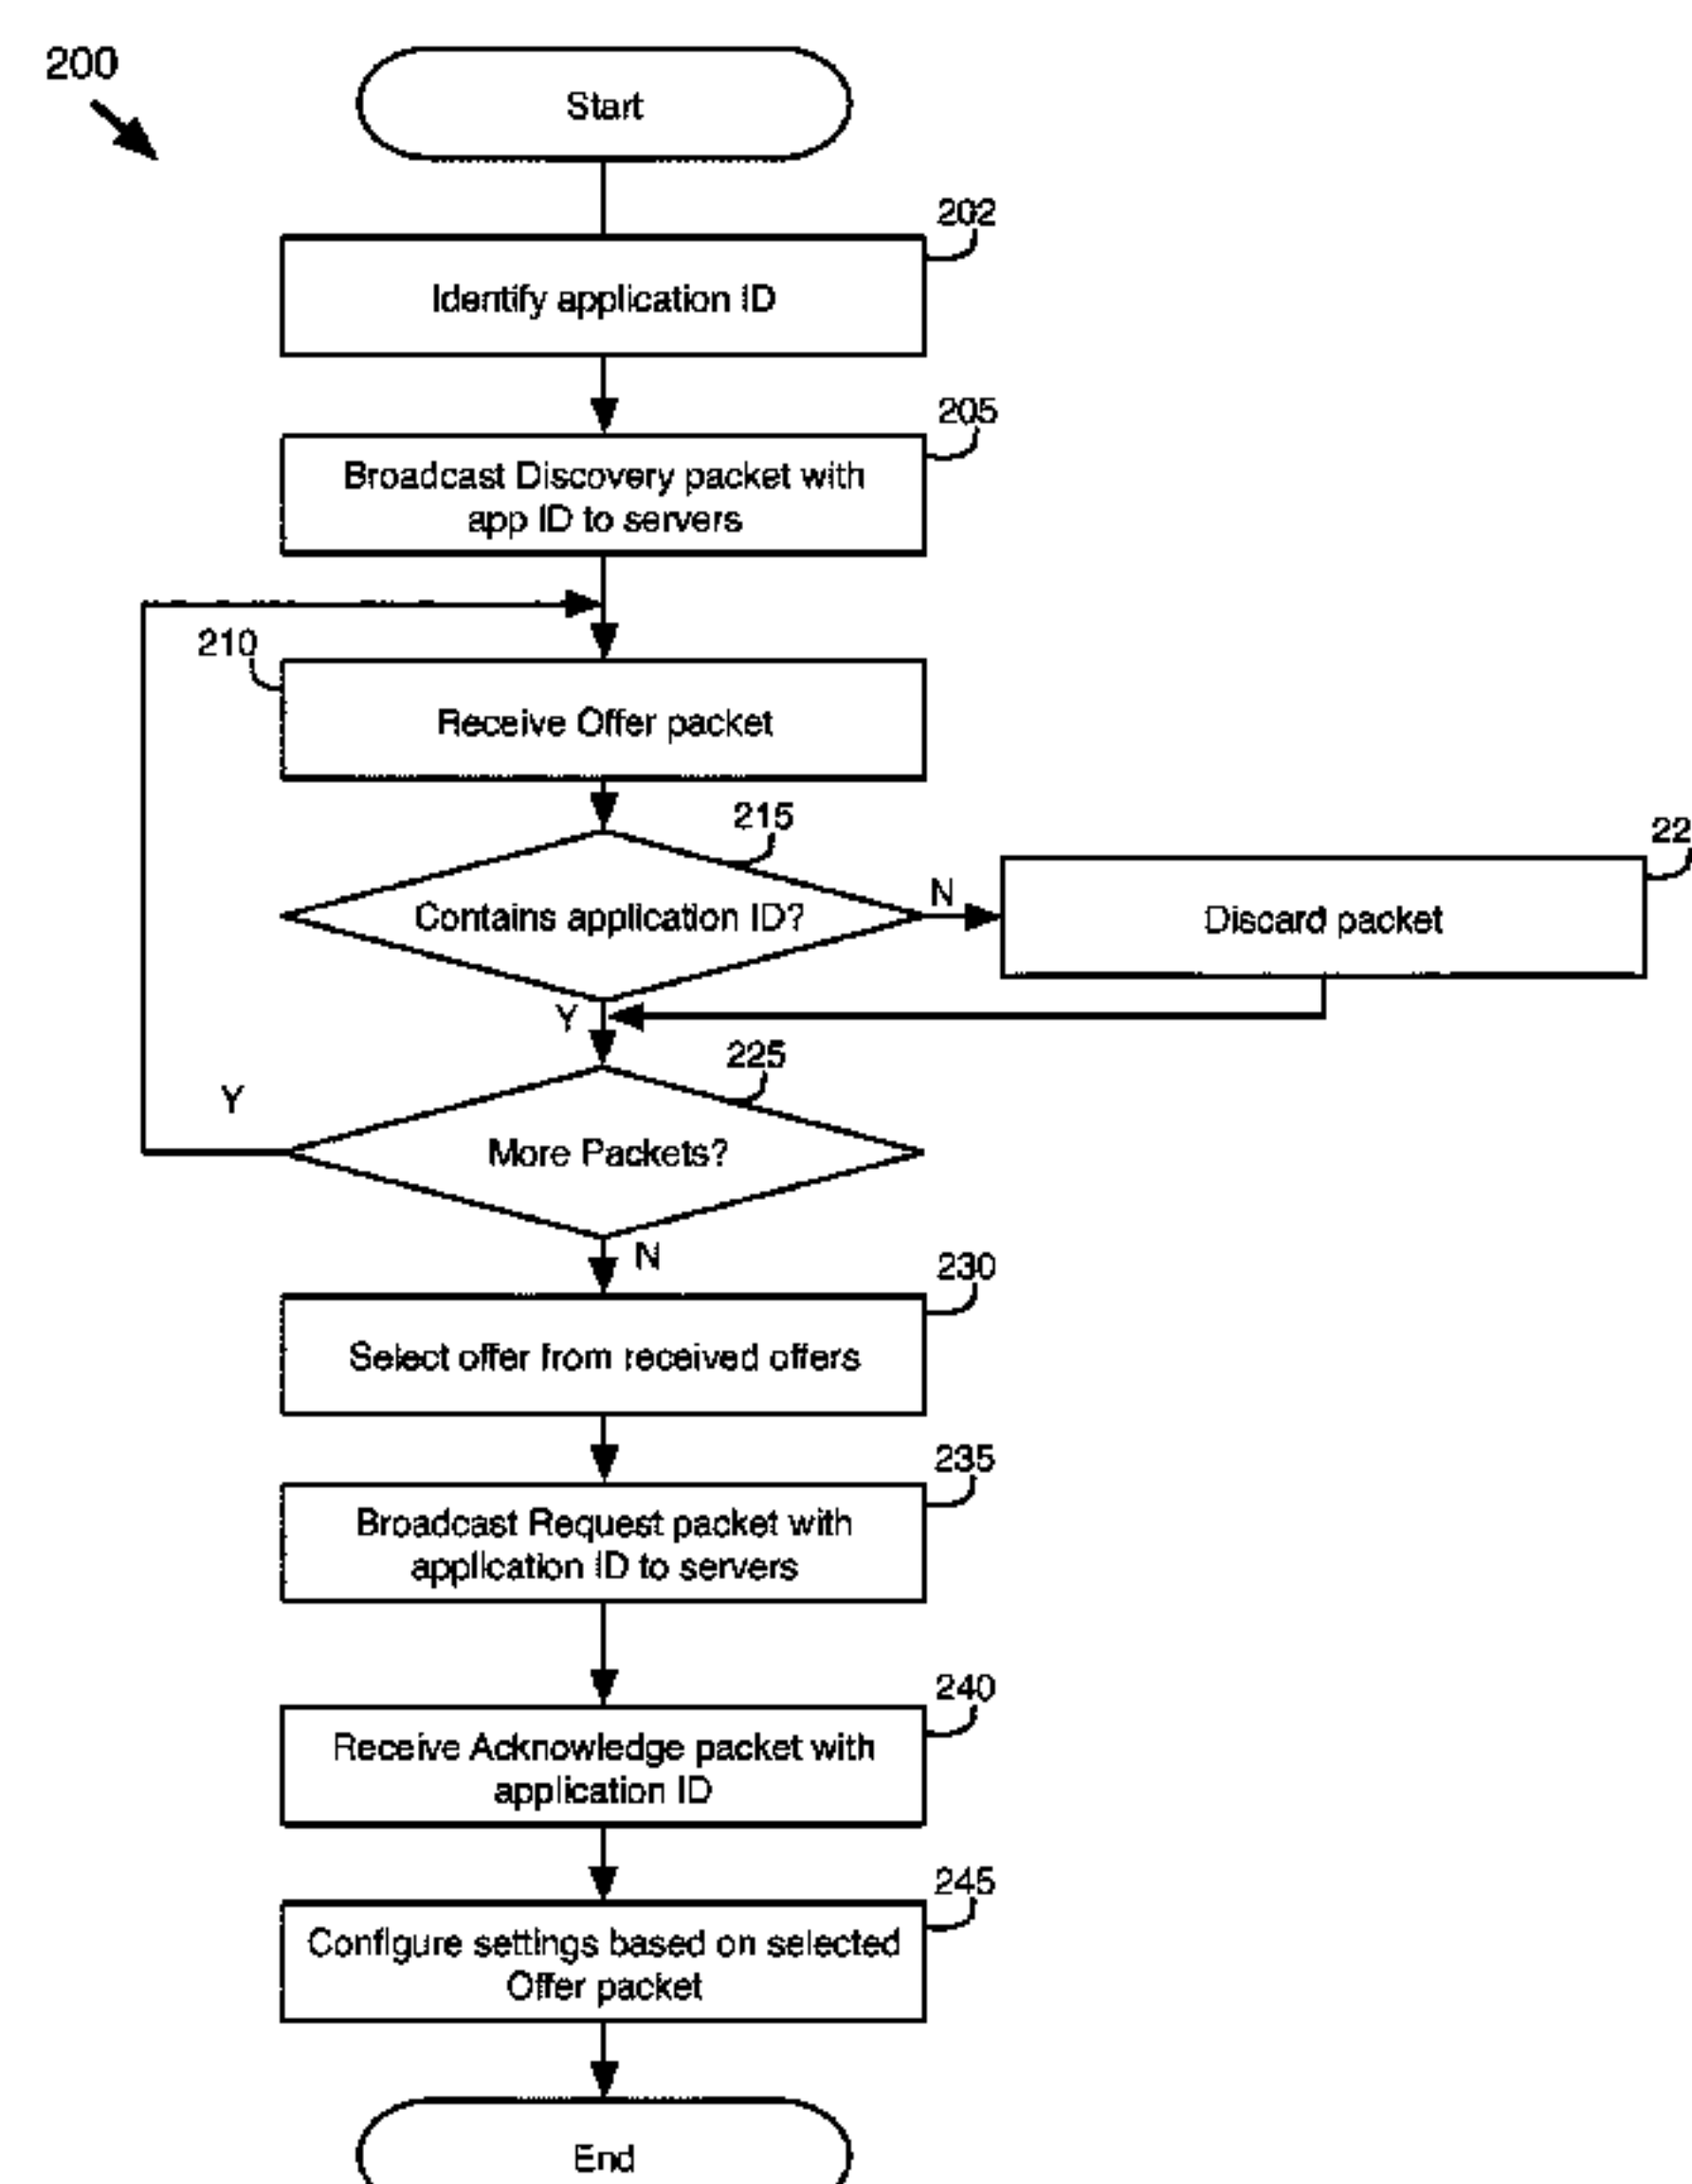 200
Start
202
Identify application ID
205
Broadcast Discovery packet with
app ID to servers
210
Receive Offer packet
215
Contains application ID?
N
22
Discard packet
Y
225
More Packets?
Y
N
230
Select offer from received offers
235
Broadcast Request packet with
application ID to servers
240
Receive Acknowledge packet with
application ID
245
Configure settings based on selected
Offer packet
End